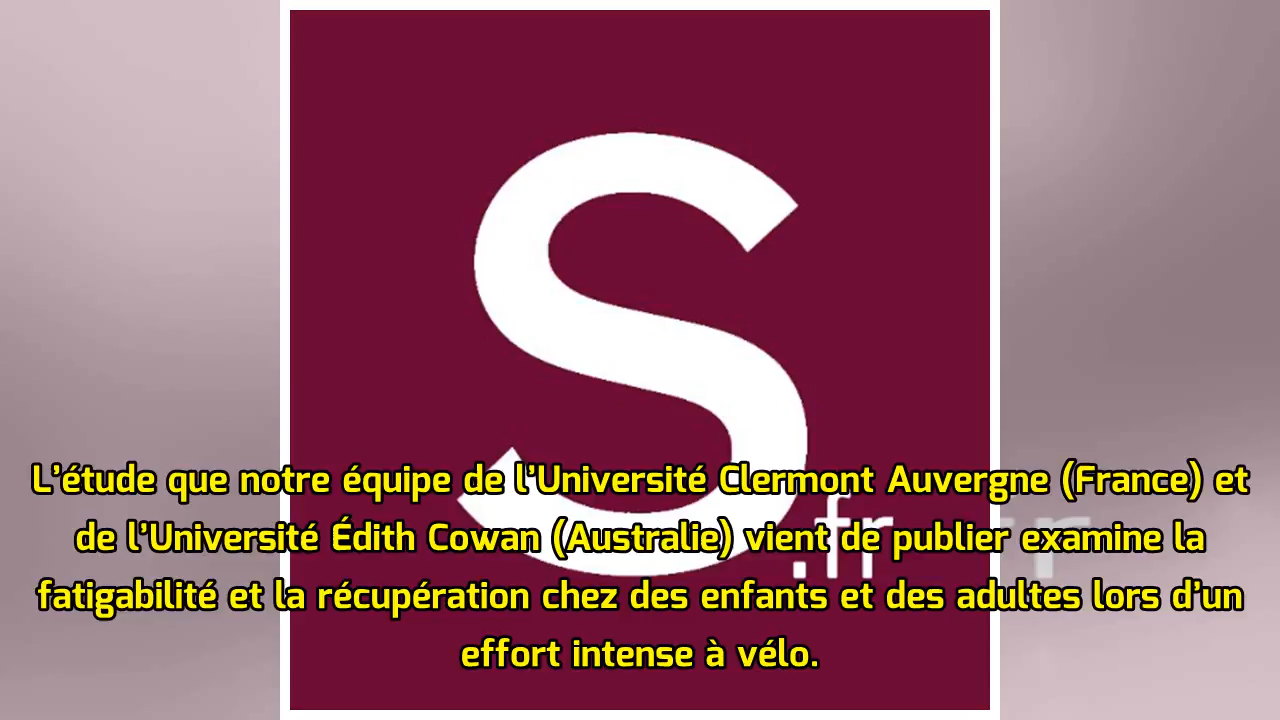 S
.fr
L’étude que notre équipe de l’Université Clermont Auvergne (France) et
de l’Université Édith Cowan (Australie) vient de publier examine la
fatigabilité et la récupération chez des enfants et des adultes lors d’un
effort intense à vélo.